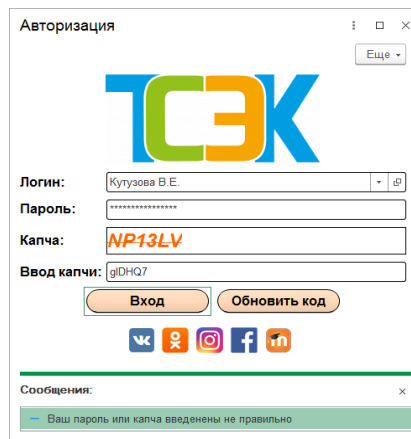 Авторизация
Еще
ТСЭК
Логин: Кутузова В.Е.
Пароль: ****************
Капча: NP13LV
Ввод капчи: glDHQ7
Вход Обновить код
Сообщения:
Ваш пароль или капча введенены не правильно